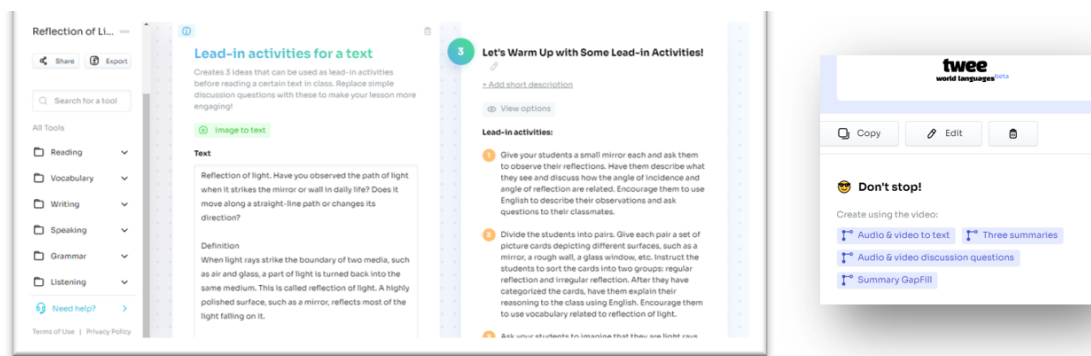 Reflection of Li...
Share
Export
Search for a tool
All Tools
Reading
Vocabulary
Writing
Speaking
Grammar
Listening
Need help?
Terms of Use | Privacy Policy
Lead-in activities for a text
Creates 3 ideas that can be used as lead-in activities
before reading a certain text in class. Replace simple
discussion questions with these to make your lesson more
engaging!
Image to text
Text
Reflection of light. Have you observed the path of light
when it strikes the mirror or wall in daily life? Does it
move along a straight-line path or changes its
direction?
Definition
When light rays strike the boundary of two media, such
as air and glass, a part of light is turned back into the
same medium. This is called reflection of light. A highly
polished surface, such as a mirror, reflects most of the
light falling on it.
3
Let's Warm Up with Some Lead-in Activities!
+ Add short description
View options
Lead-in activities:
1 Give your students a small mirror each and ask them
to observe their reflections. Have them describe what
they see and discuss how the angle of incidence and
angle of reflection are related. Encourage them to use
English to describe their observations and ask
questions to their classmates.
2 Divide the students into pairs. Give each pair a set of
picture cards depicting different surfaces, such as a
mirror, a rough wall, a glass window, etc. Instruct the
students to sort the cards into two groups: regular
reflection and irregular reflection. After they have
categorized the cards, have them explain their
reasoning to the class using English. Encourage them
to use vocabulary related to reflection of light.
3 Ask your students to imagine that they are light rays
twee
world languages beta
Copy
Edit
Don't stop!
Create using the video:
Audio & video to text
Three summaries
Audio & video discussion questions
Summary GapFill